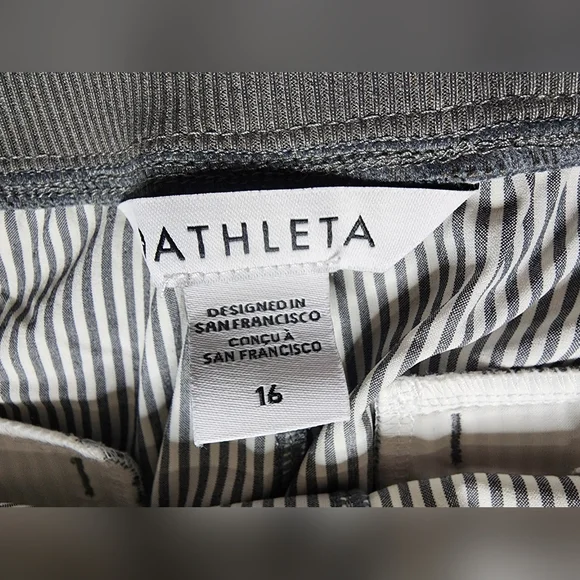 ATHLETA
DESIGNED IN
SAN FRANCISCO
CONÇU À
SAN FRANCISCO
16